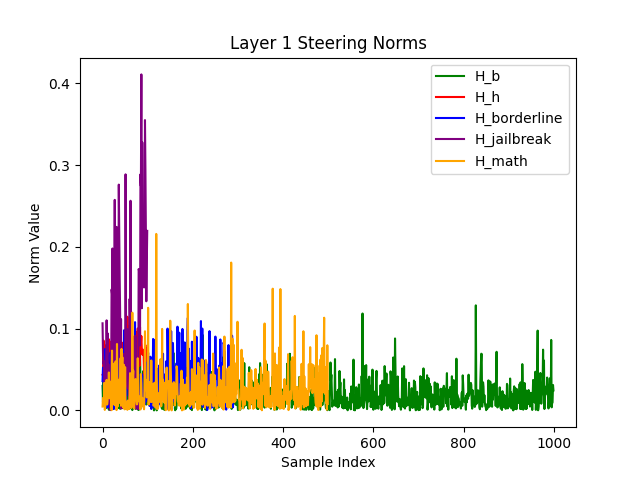 Layer 1 Steering Norms
H_b
H_h
H_borderline
H_jailbreak
H_math
Norm Value
0.4
0.3
0.2
0.1
0.0
0
200
400
600
800
1000
Sample Index